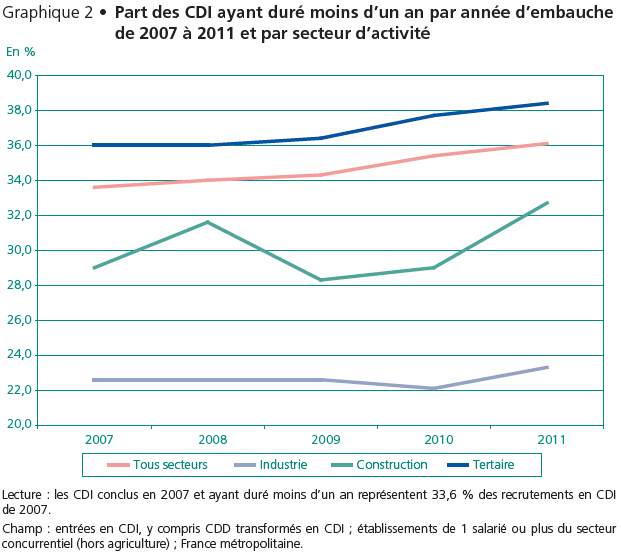 Graphique 2 • Part des CDI ayant duré moins d’un an par année d’embauche
de 2007 à 2011 et par secteur d’activité
En %
40,0
38,0
36,0
34,0
32,0
30,0
28,0
26,0
24,0
22,0
20,0
2007 2008 2009 2010 2011
Tous secteurs Industrie Construction Tertaire
Lecture : les CDI conclus en 2007 et ayant duré moins d’un an représentent 33,6 % des recrutements en CDI
de 2007.
Champ : entrées en CDI, y compris CDD transformés en CDI ; établissements de 1 salarié ou plus du secteur
concurrentiel (hors agriculture) ; France métropolitaine.